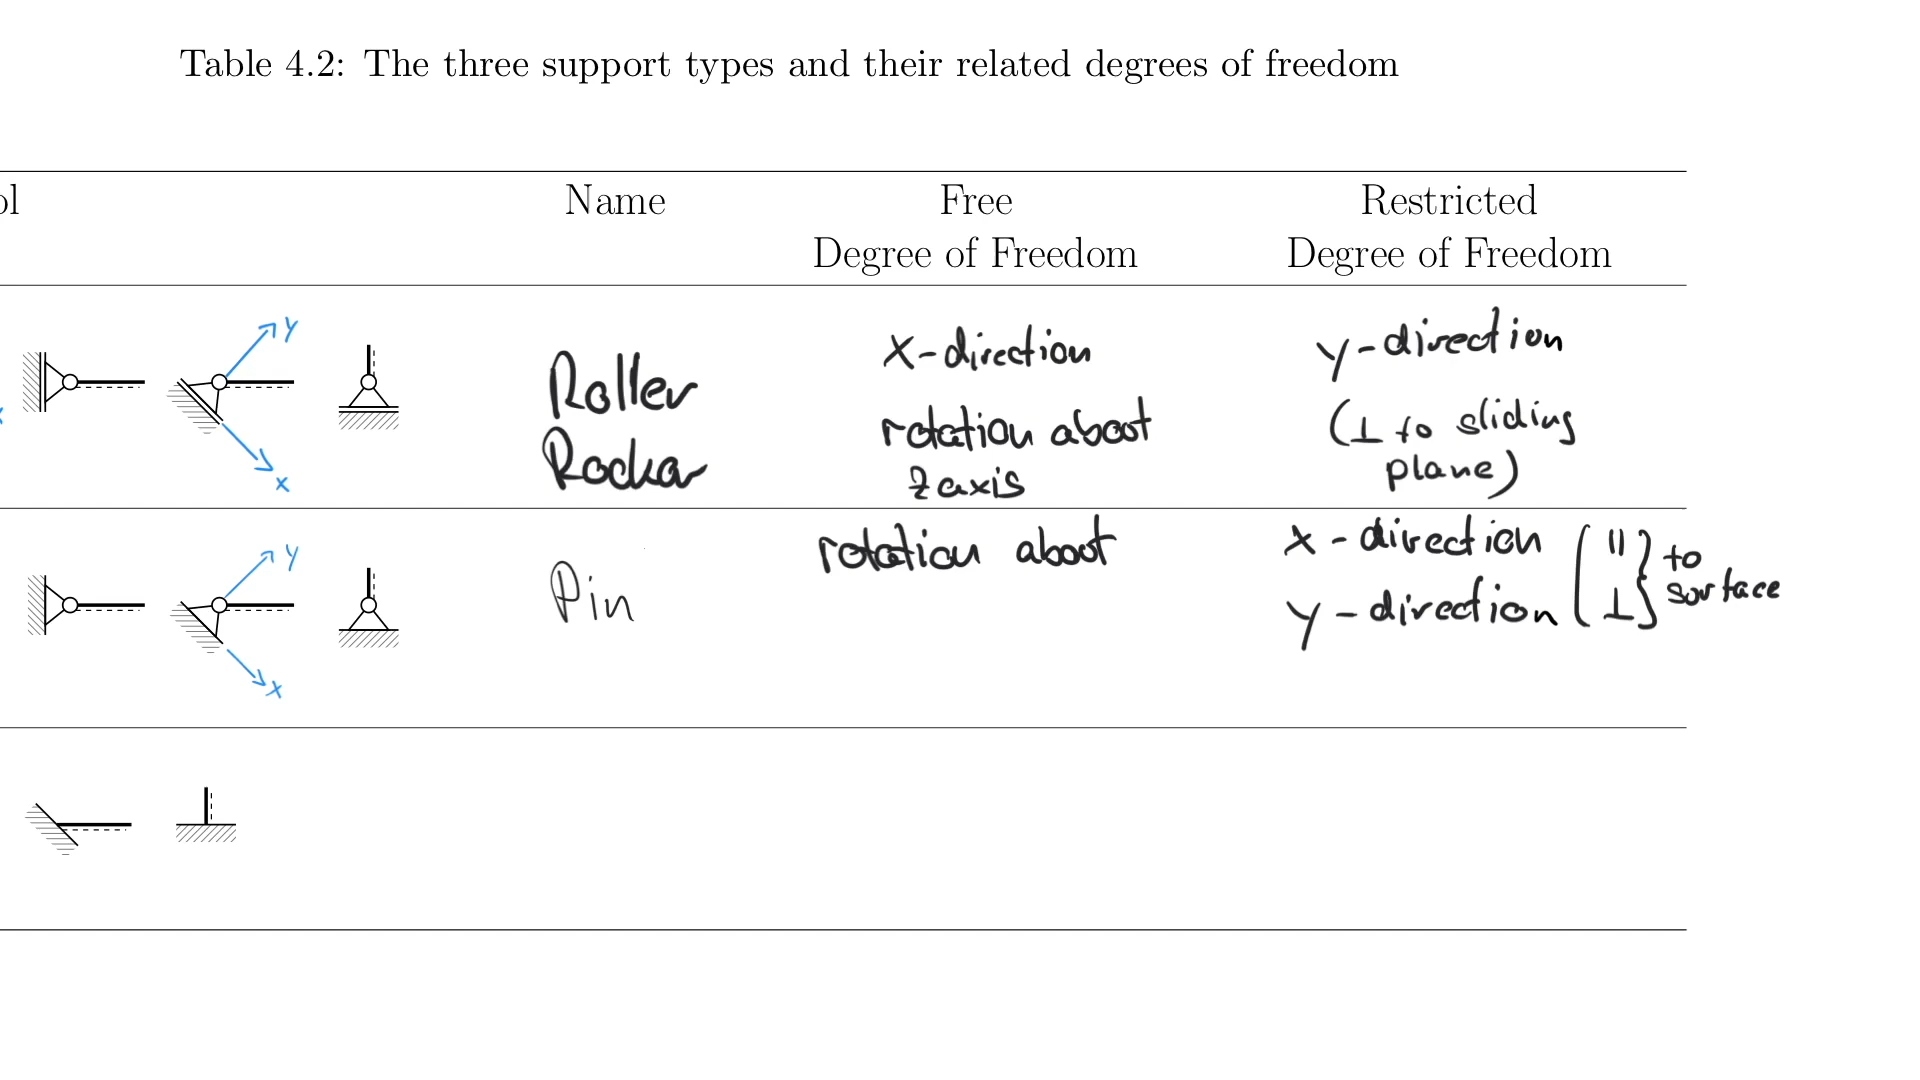 Table 4.2: The three support types and their related degrees of freedom
ol
Name
Free
Degree of Freedom
Restricted
Degree of Freedom
y
x
Roller
Rocker
x-direction
rotation about
z axis
y-direction
(⊥ to sliding
plane)
y
x
Pin
rotation about
x - direction
y - direction
( ||
⊥ } to
surface